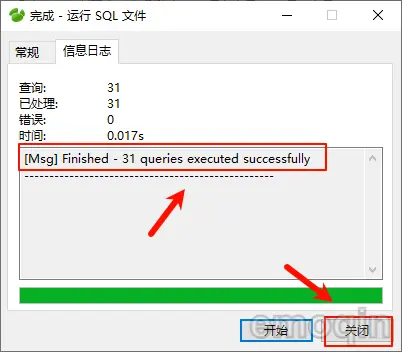 完成 - 运行 SQL 文件
常规 信息日志
查询: 31
已处理: 31
错误: 0
时间: 0.017s
[Msg] Finished - 31 queries executed successfully
--------------------------------------------------
emoqin
开始 关闭